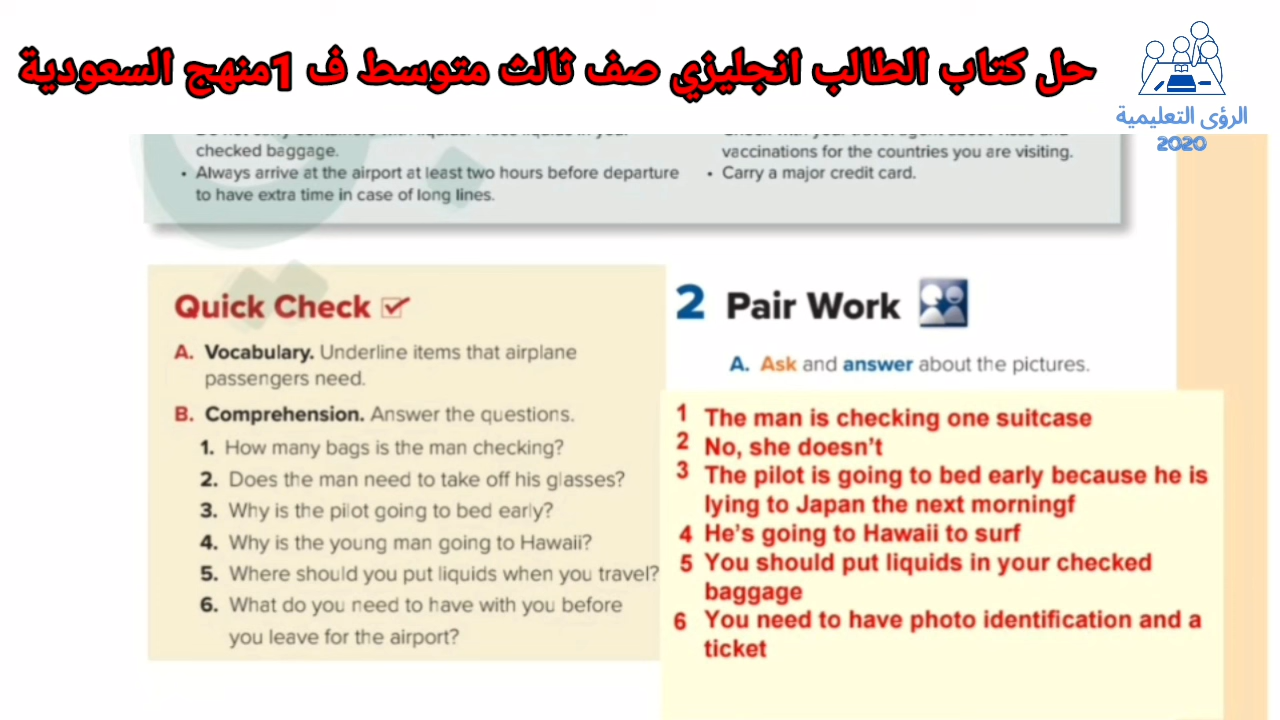 حل كتاب الطالب انجليزي صف ثالث متوسط ف 1منهج السعودية
الرؤى التعليمية
2020
checked baggage.
• Always arrive at the airport at least two hours before departure
to have extra time in case of long lines.
vaccinations for the countries you are visiting.
• Carry a major credit card.
Quick Check
A. Vocabulary. Underline items that airplane
passengers need.
B. Comprehension. Answer the questions.
1. How many bags is the man checking?
2. Does the man need to take off his glasses?
3. Why is the pilot going to bed early?
4. Why is the young man going to Hawaii?
5. Where should you put liquids when you travel?
6. What do you need to have with you before
you leave for the airport?
2 Pair Work
A. Ask and answer about the pictures.
1 The man is checking one suitcase
2 No, she doesn't
3 The pilot is going to bed early because he is
lying to Japan the next morningf
4 He's going to Hawaii to surf
5 You should put liquids in your checked
baggage
6 You need to have photo identification and a
ticket